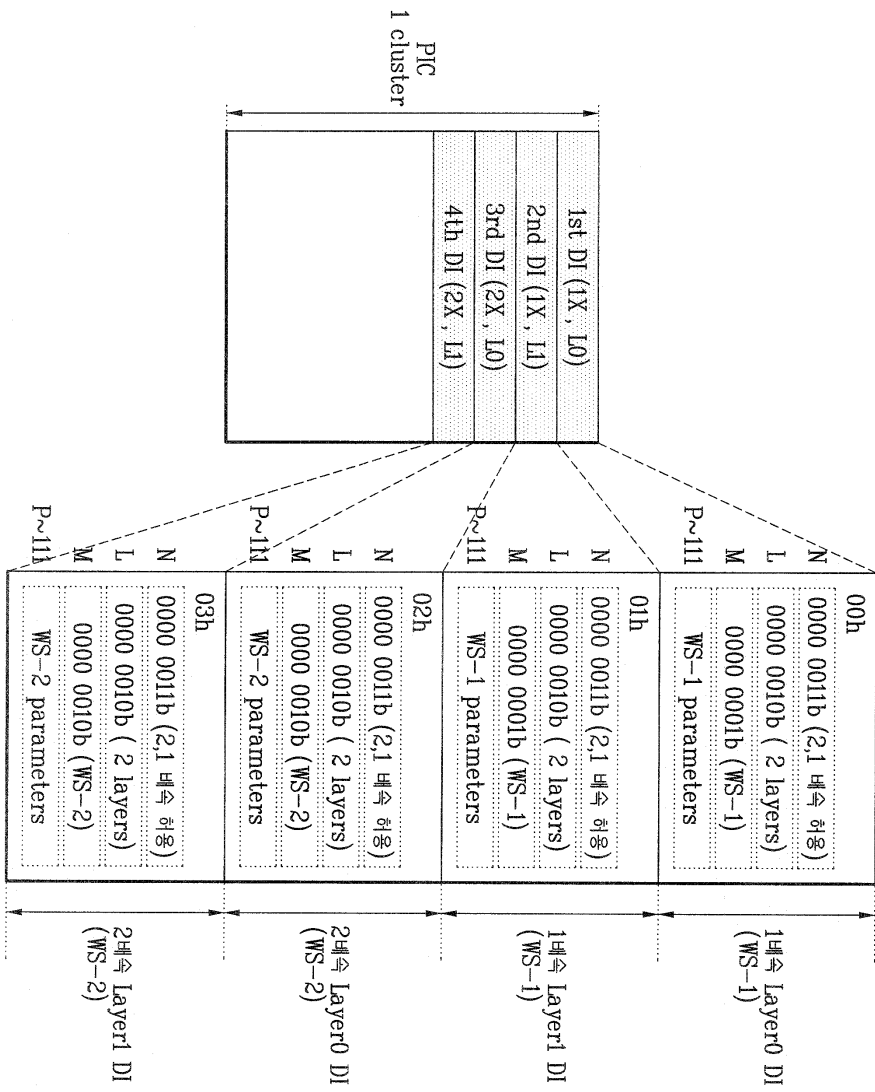 PIC
1 cluster
1st DI (1X , L0)
2nd DI (1X , L1)
3rd DI (2X , L0)
4th DI (2X , L1)
00h
N 0000 0011b (2,1 배속 허용)
L 0000 0010b ( 2 layers)
M 0000 0001b (WS-1)
P~111 WS-1 parameters
1배속 Layer0 DI
(WS-1)
01h
N 0000 0011b (2,1 배속 허용)
L 0000 0010b ( 2 layers)
M 0000 0001b (WS-1)
P~111 WS-1 parameters
1배속 Layer1 DI
(WS-1)
02h
N 0000 0011b (2,1 배속 허용)
L 0000 0010b ( 2 layers)
M 0000 0010b (WS-2)
P~111 WS-2 parameters
2배속 Layer0 DI
(WS-2)
03h
N 0000 0011b (2,1 배속 허용)
L 0000 0010b ( 2 layers)
M 0000 0010b (WS-2)
P~111 WS-2 parameters
2배속 Layer1 DI
(WS-2)